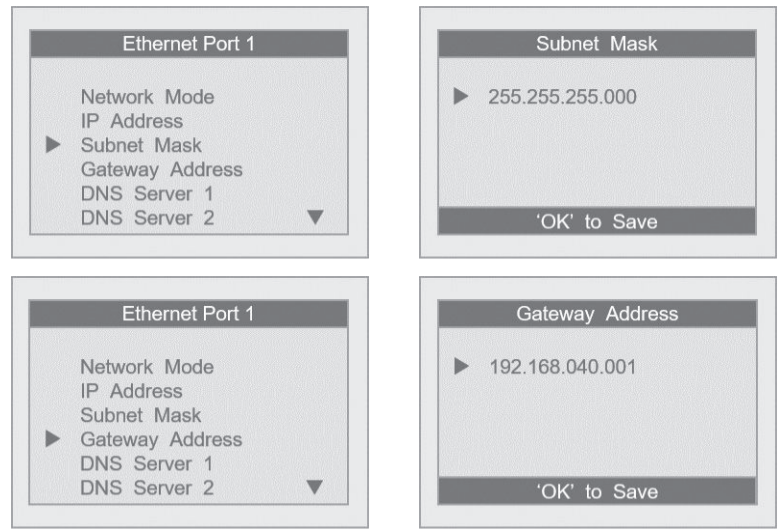 Ethernet Port 1
Network Mode
IP Address
Subnet Mask
Gateway Address
DNS Server 1
DNS Server 2
Subnet Mask
255.255.255.000
‘OK’ to Save
Ethernet Port 1
Network Mode
IP Address
Subnet Mask
Gateway Address
DNS Server 1
DNS Server 2
Gateway Address
192.168.040.001
‘OK’ to Save